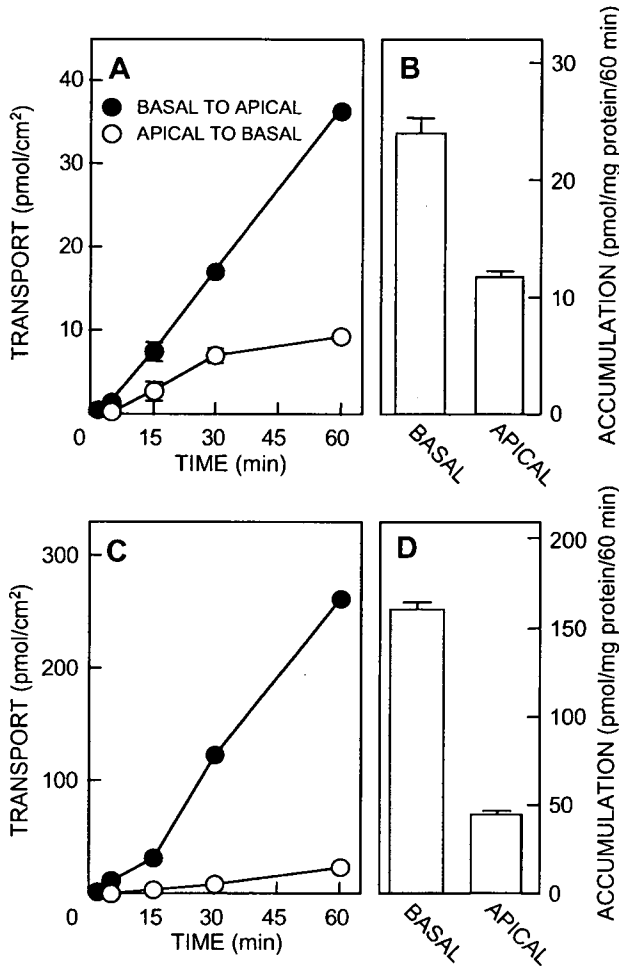 A
BASAL TO APICAL
APICAL TO BASAL
TRANSPORT (pmol/cm²)
40
30
20
10
0
15
30
45
60
TIME (min)
B
30
20
10
0
ACCUMULATION (pmol/mg protein/60 min)
BASAL
APICAL
C
TRANSPORT (pmol/cm²)
300
200
100
0
15
30
45
60
TIME (min)
D
200
150
100
50
0
ACCUMULATION (pmol/mg protein/60 min)
BASAL
APICAL